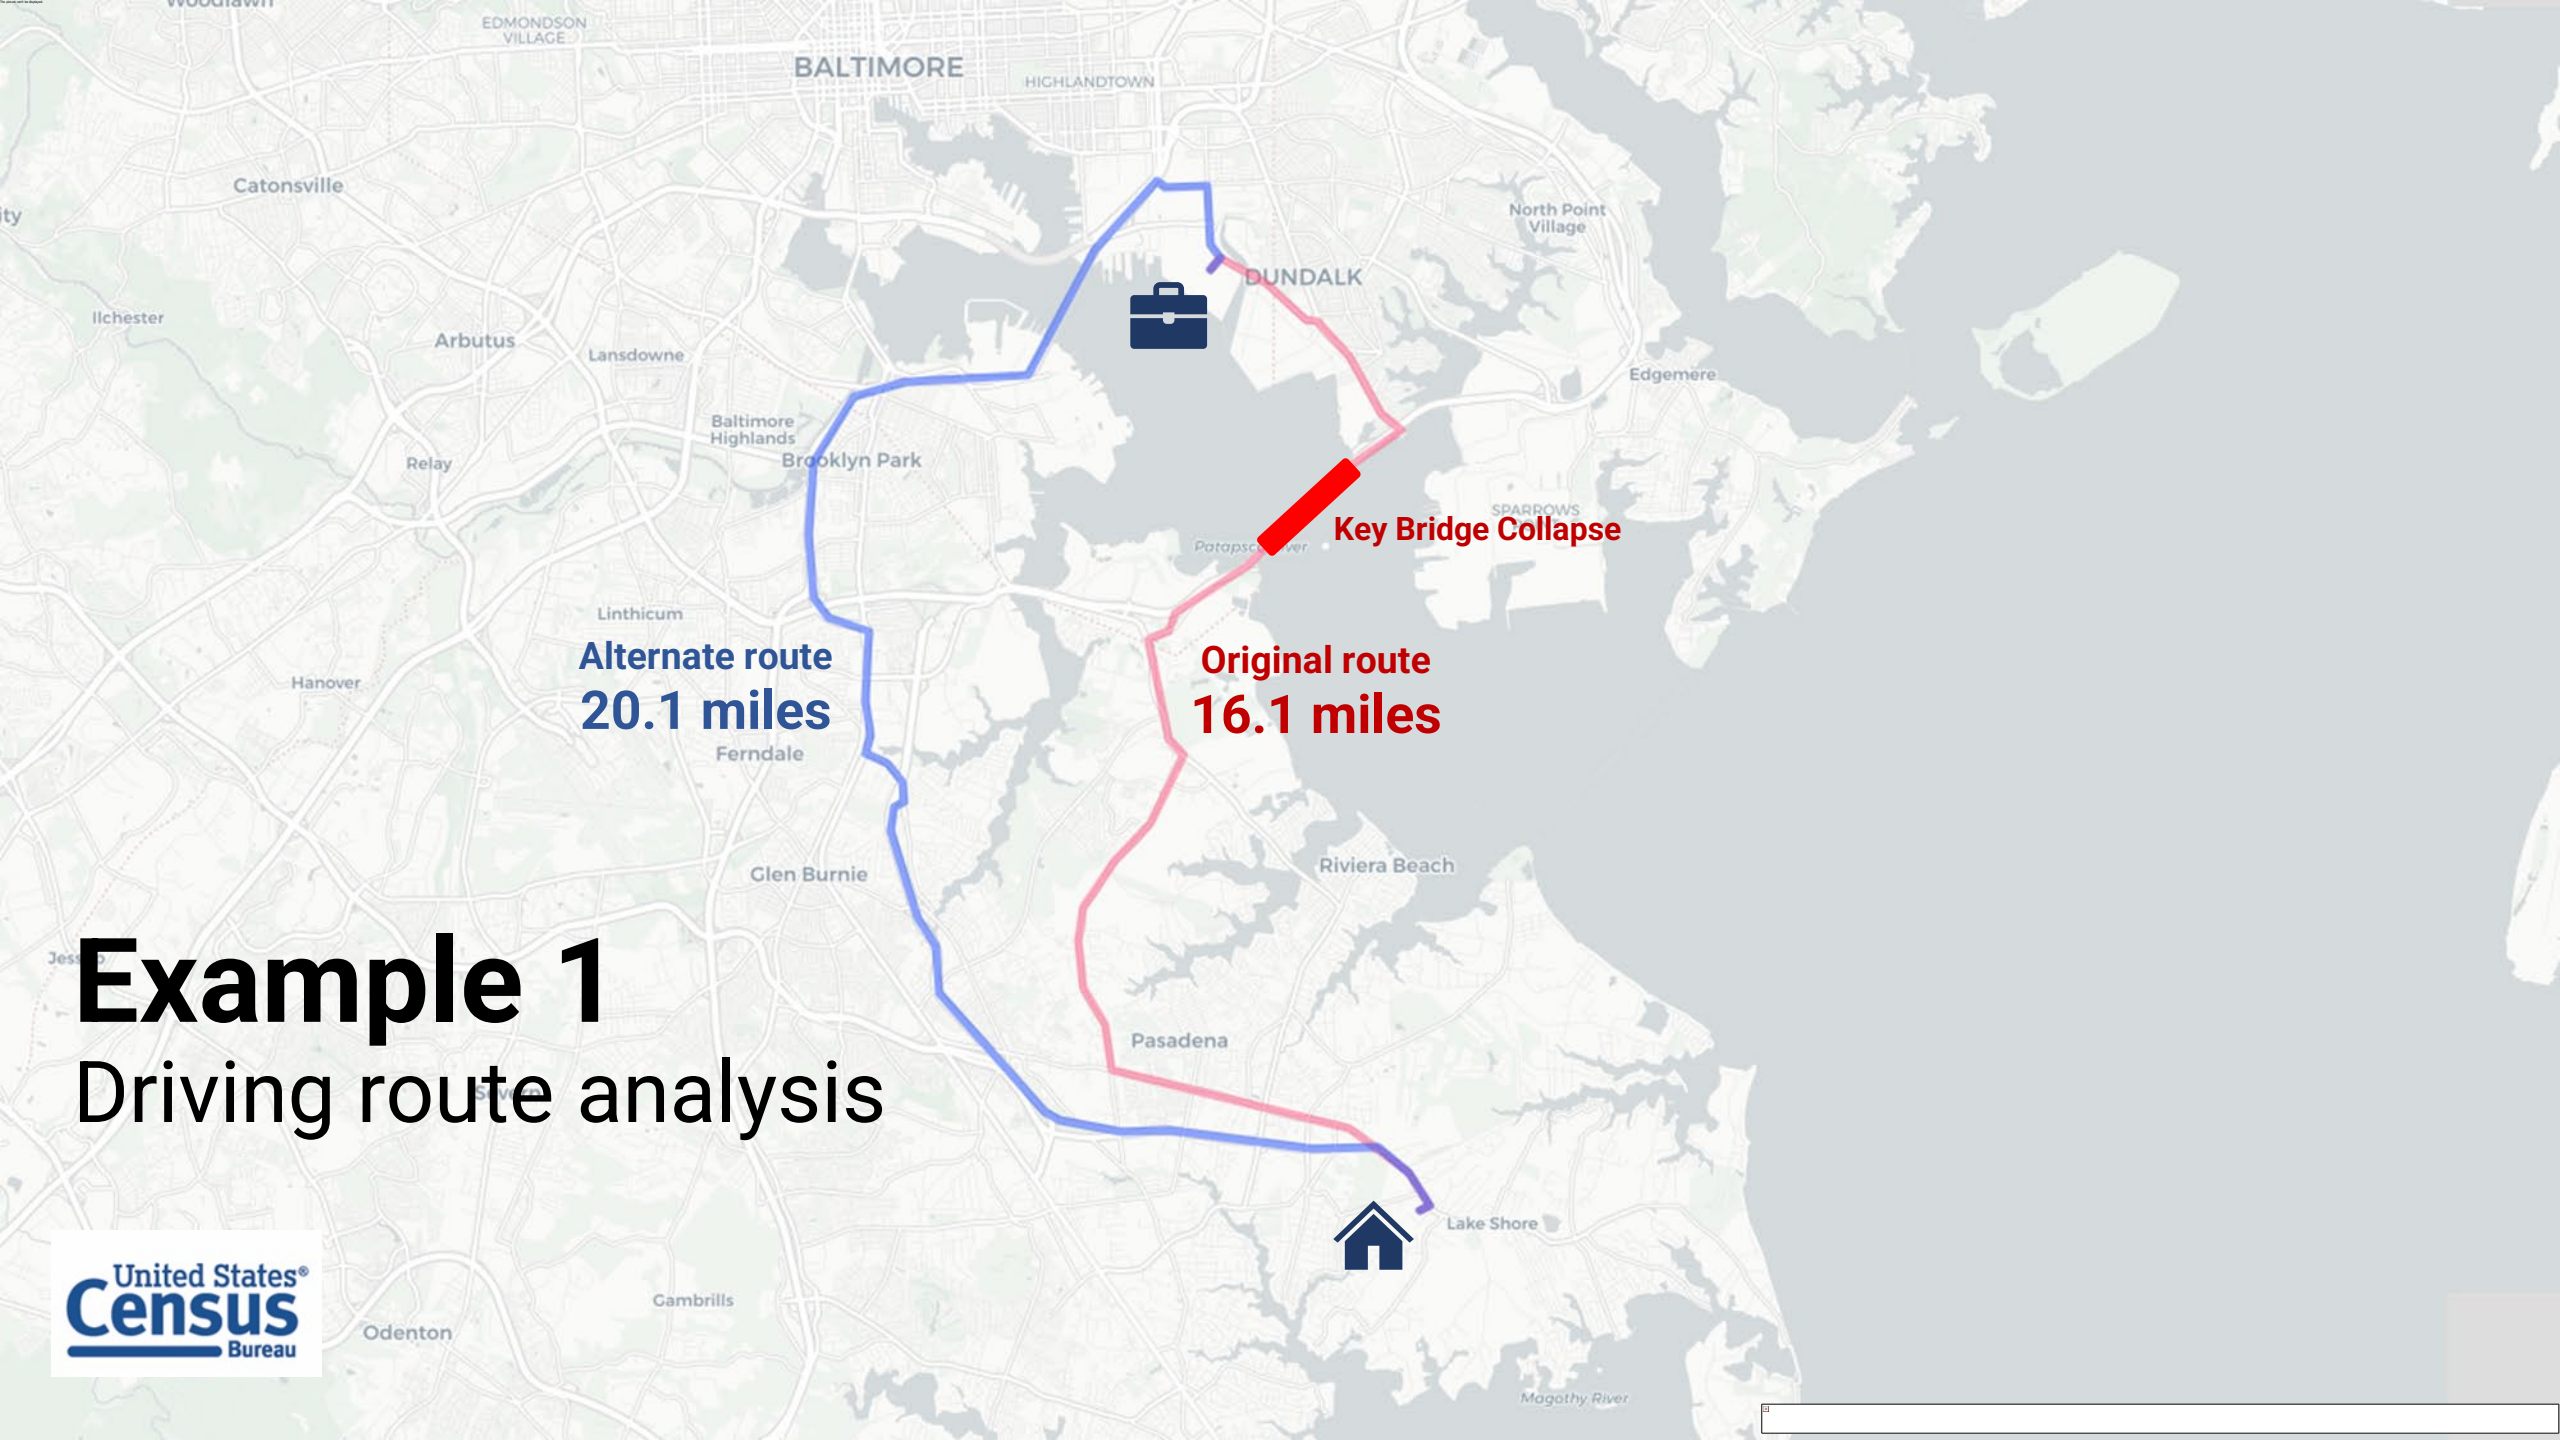 Woodlawn
EDMONDSON
VILLAGE
BALTIMORE
HIGHLANDTOWN
Catonsville
ity
North Point
Village
DUNDALK
Ilchester
Arbutus
Lansdowne
Edgemere
Baltimore
Highlands
Brooklyn Park
Relay
SPARROWS
Key Bridge Collapse
Linthicum
Alternate route
20.1 miles
Original route
16.1 miles
Hanover
Ferndale
Riviera Beach
Glen Burnie
Example 1
Driving route analysis
Pasadena
Lake Shore
United States®
Census
Bureau
Gambrills
Odenton
Magothy River